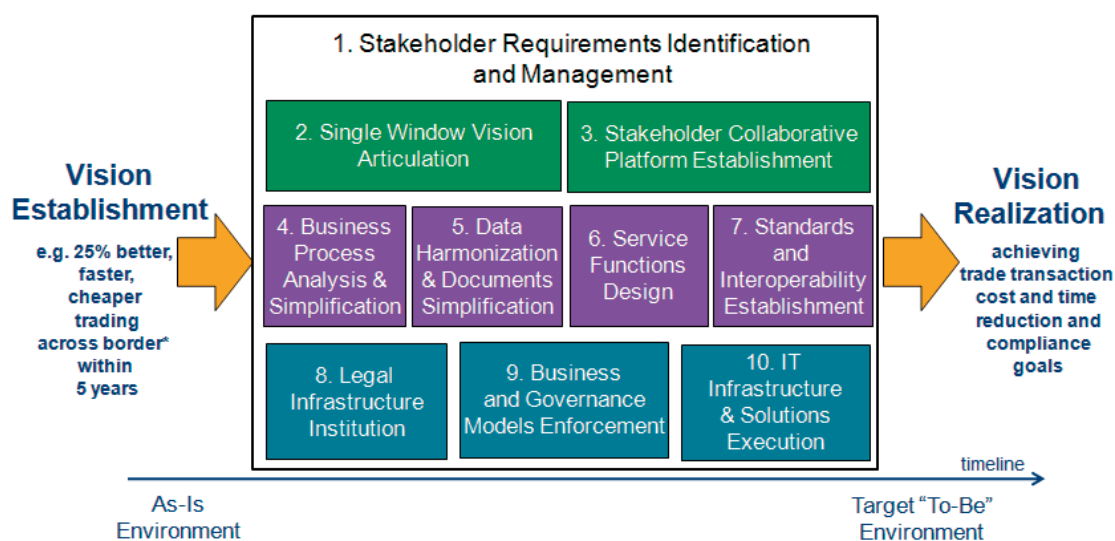 1. Stakeholder Requirements Identification
and Management
2. Single Window Vision
Articulation
3. Stakeholder Collaborative
Platform Establishment
Vision
Establishment
e.g. 25% better,
faster,
cheaper
trading
across border*
within
5 years
4. Business
Process
Analysis &
Simplification
5. Data
Harmonization
& Documents
Simplification
6. Service
Functions
Design
7. Standards
and
Interoperability
Establishment
Vision
Realization
achieving
trade transaction
cost and time
reduction and
compliance
goals
8. Legal
Infrastructure
Institution
9. Business
and Governance
Models Enforcement
10. IT
Infrastructure
& Solutions
Execution
timeline
As-Is
Environment
Target “To-Be”
Environment